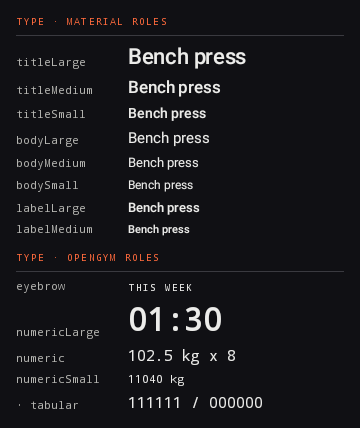 TYPE · MATERIAL ROLES
titleLarge Bench press
titleMedium Bench press
titleSmall Bench press
bodyLarge Bench press
bodyMedium Bench press
bodySmall Bench press
labelLarge Bench press
labelMedium Bench press
TYPE · OPENGYM ROLES
eyebrow THIS WEEK
numericLarge 01:30
numeric 102.5 kg x 8
numericSmall 11040 kg
· tabular 111111 / 000000